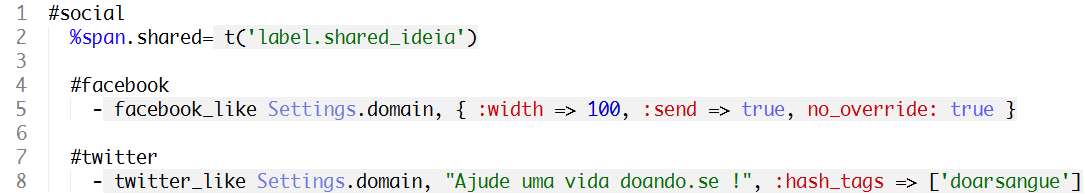 1 #social
2 %span.shared= t('label.shared_ideia')
3
4 #facebook
5 - facebook_like Settings.domain, { :width => 100, :send => true, no_override: true }
6
7 #twitter
8 - twitter_like Settings.domain, "Ajude uma vida doando.se !", :hash_tags => ['doarsangue']